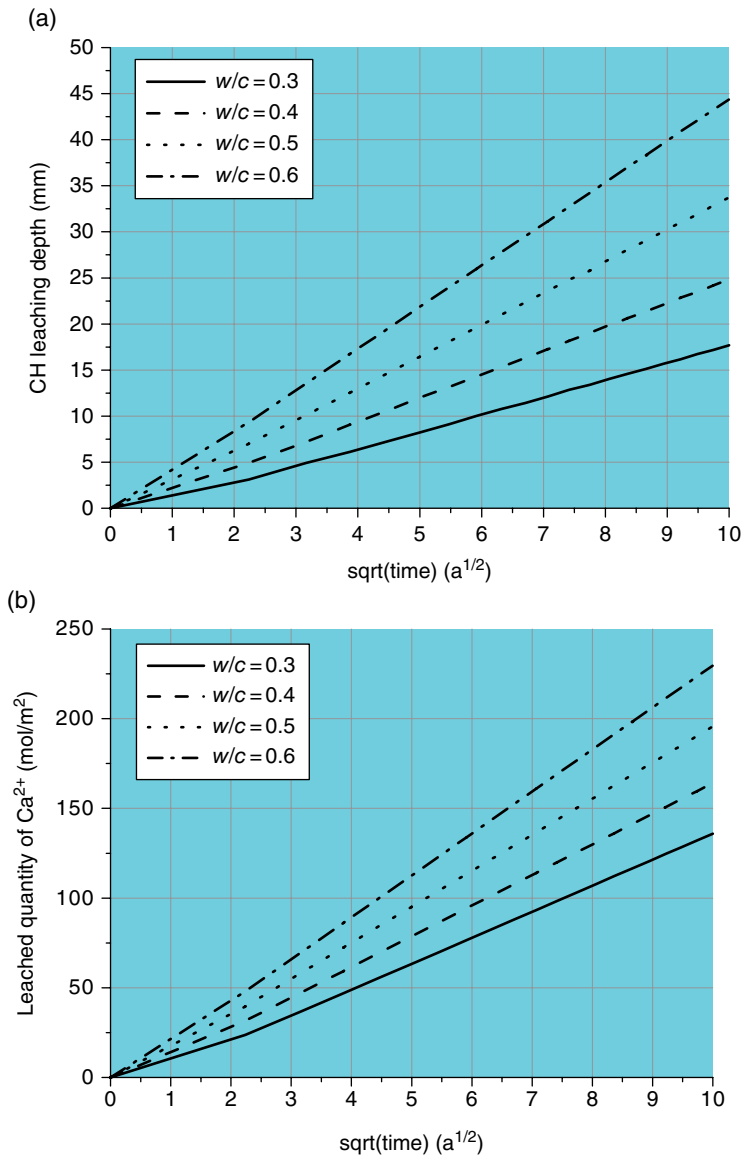 (a)
50
45
40
35
30
25
20
15
10
5
0
CH leaching depth (mm)
w/c = 0.3
w/c = 0.4
w/c = 0.5
w/c = 0.6
0 1 2 3 4 5 6 7 8 9 10
sqrt(time) (a^1/2)
(b)
250
200
150
100
50
0
Leached quantity of Ca²⁺ (mol/m²)
w/c = 0.3
w/c = 0.4
w/c = 0.5
w/c = 0.6
0 1 2 3 4 5 6 7 8 9 10
sqrt(time) (a^1/2)